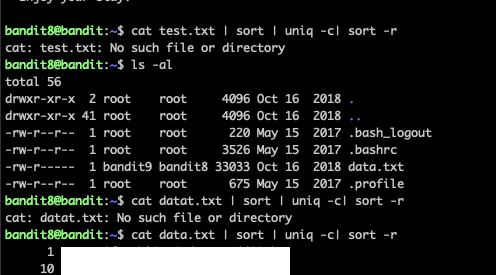 Enjoy your stay!
bandit8@bandit:~$ cat test.txt | sort | uniq -c| sort -r
cat: test.txt: No such file or directory
bandit8@bandit:~$ ls -al
total 56
drwxr-xr-x  2 root    root     4096 Oct 16  2018 .
drwxr-xr-x 41 root    root     4096 Oct 16  2018 ..
-rw-r--r--  1 root    root      220 May 15  2017 .bash_logout
-rw-r--r--  1 root    root     3526 May 15  2017 .bashrc
-rw-r-----  1 bandit9 bandit8 33033 Oct 16  2018 data.txt
-rw-r--r--  1 root    root      675 May 15  2017 .profile
bandit8@bandit:~$ cat datat.txt | sort | uniq -c| sort -r
cat: datat.txt: No such file or directory
bandit8@bandit:~$ cat data.txt | sort | uniq -c| sort -r
1
10